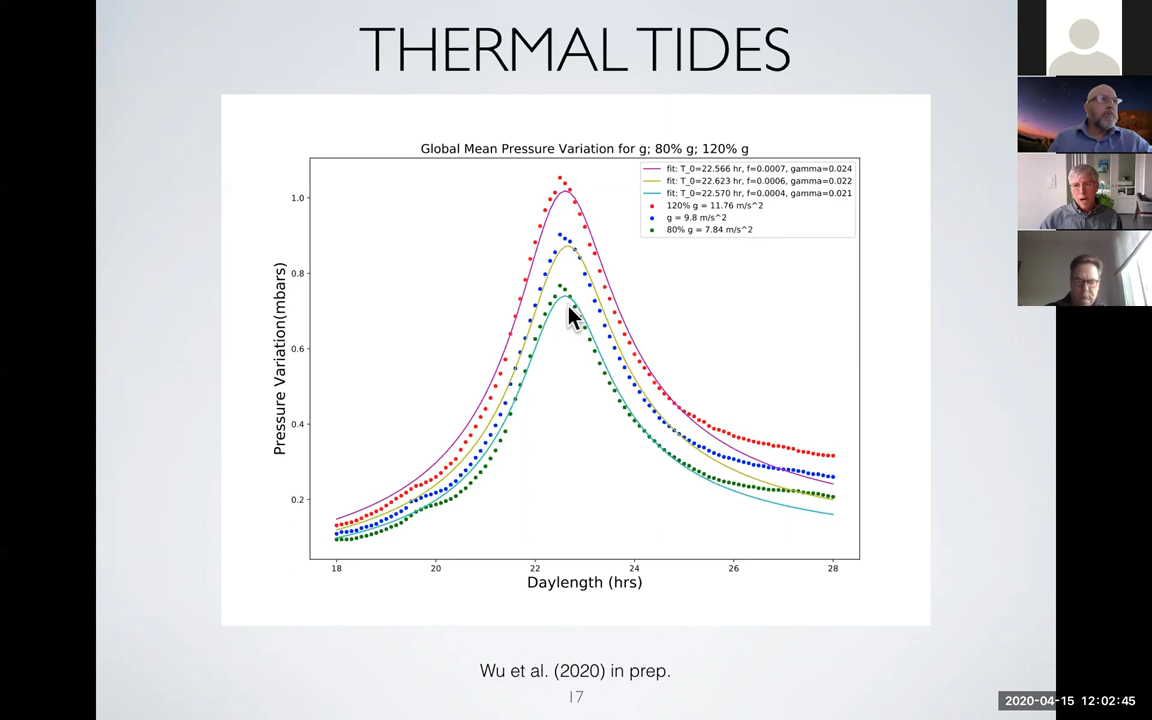 THERMAL TIDES
Global Mean Pressure Variation for g; 80% g; 120% g
fit: T_0=22.566 hr, f=0.0007, gamma=0.024
fit: T_0=22.623 hr, f=0.0006, gamma=0.022
fit: T_0=22.570 hr, f=0.0004, gamma=0.021
120% g = 11.76 m/s^2
g = 9.8 m/s^2
80% g = 7.84 m/s^2
Pressure Variation(mbars)
1.0
0.8
0.6
0.4
0.2
18 20 22 24 26 28
Daylength (hrs)
Wu et al. (2020) in prep.
17
2020-04-15 12:02:45